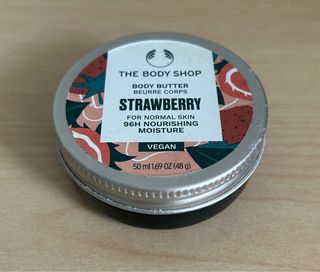 THE BODY SHOP
BODY BUTTER
BEURRE CORPS
STRAWBERRY
FOR NORMAL SKIN
96H NOURISHING
MOISTURE
VEGAN
50 ml 1.69 OZ (48 g)